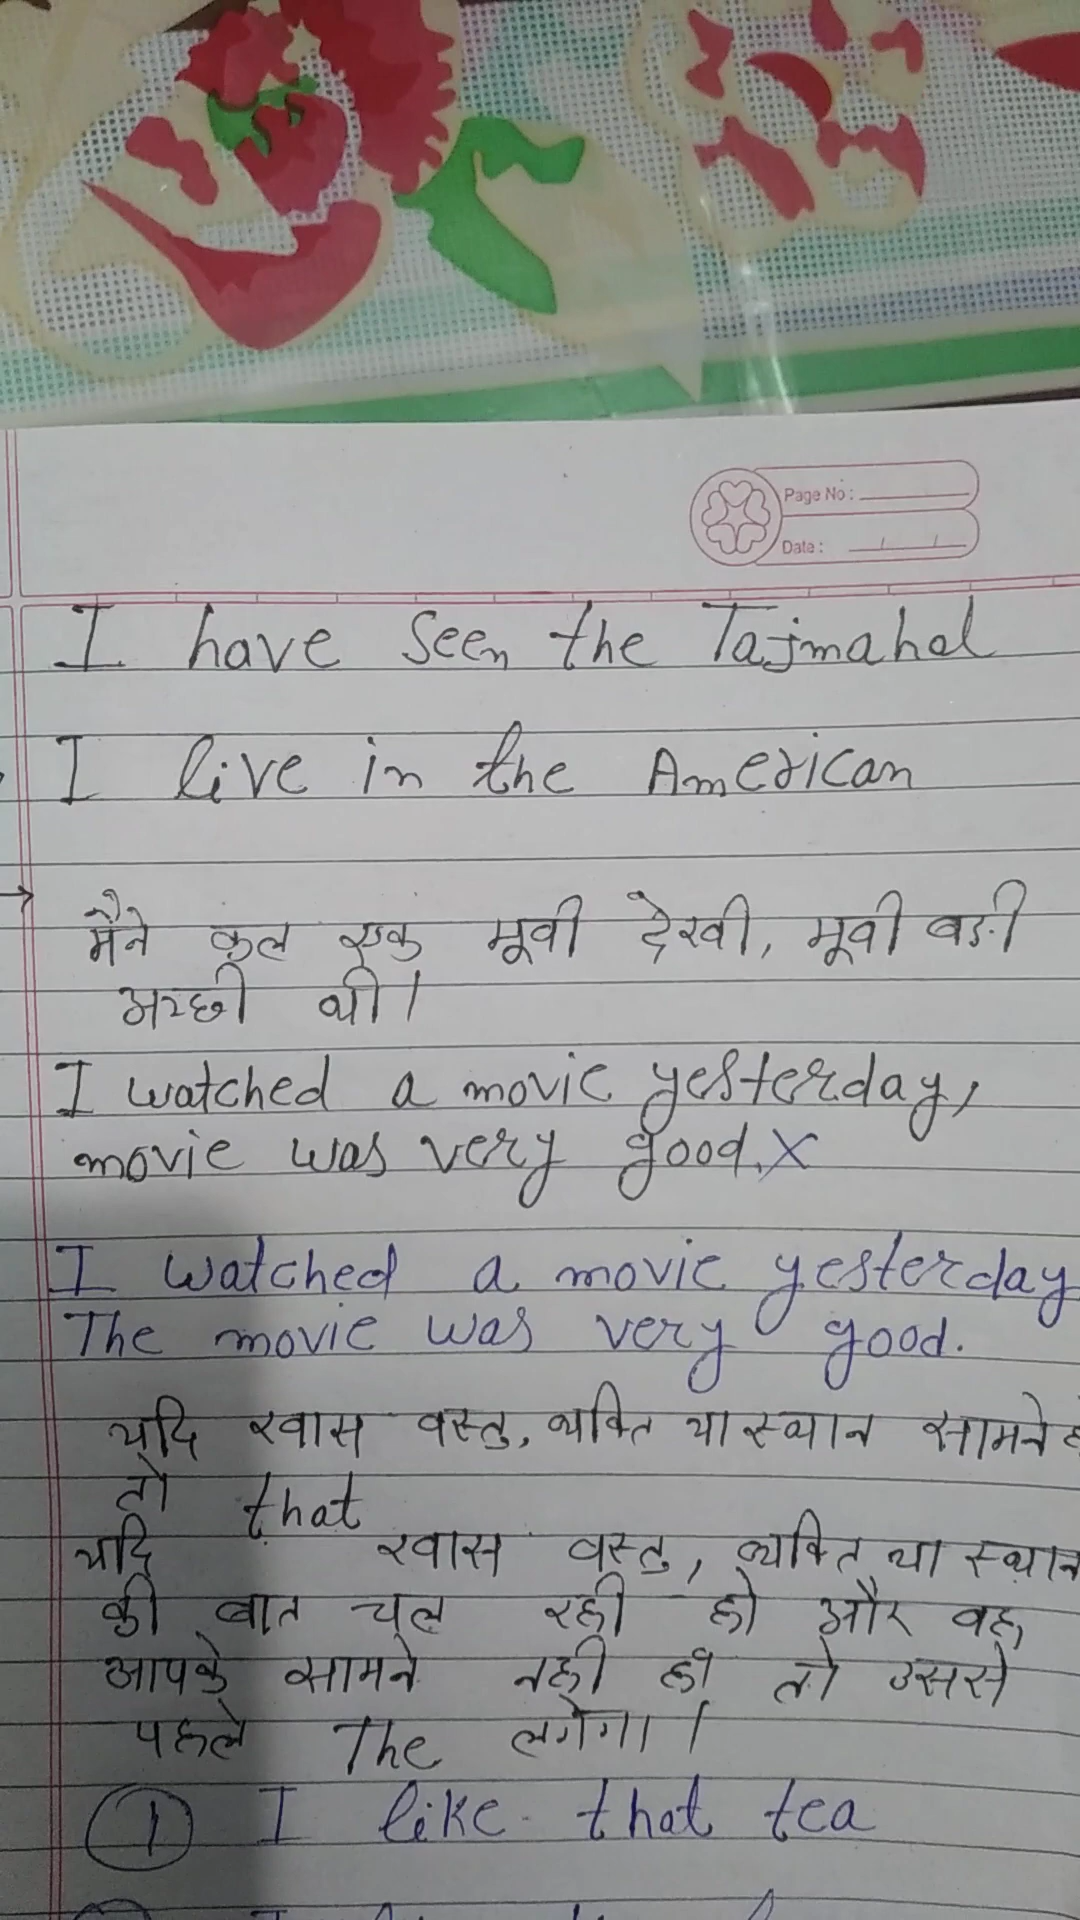 Page No :
Date :
I have seen the Tajmahal
I live in the American
→ मैने कल एक मूवी देखी, मूवी बड़ी
अच्छी थी।
I watched a movie yesterday,
movie was very good. X
I watched a movie yesterday
The movie was very good.
यदि खास वस्तु, व्यक्ति या स्थान सामने
तो that
यदि खास वस्तु, व्यक्ति या स्थान
की बात चल रही हो और वह
आपके सामने नही हो तो उससे
पहले The लगेगा।
1 I like that tea